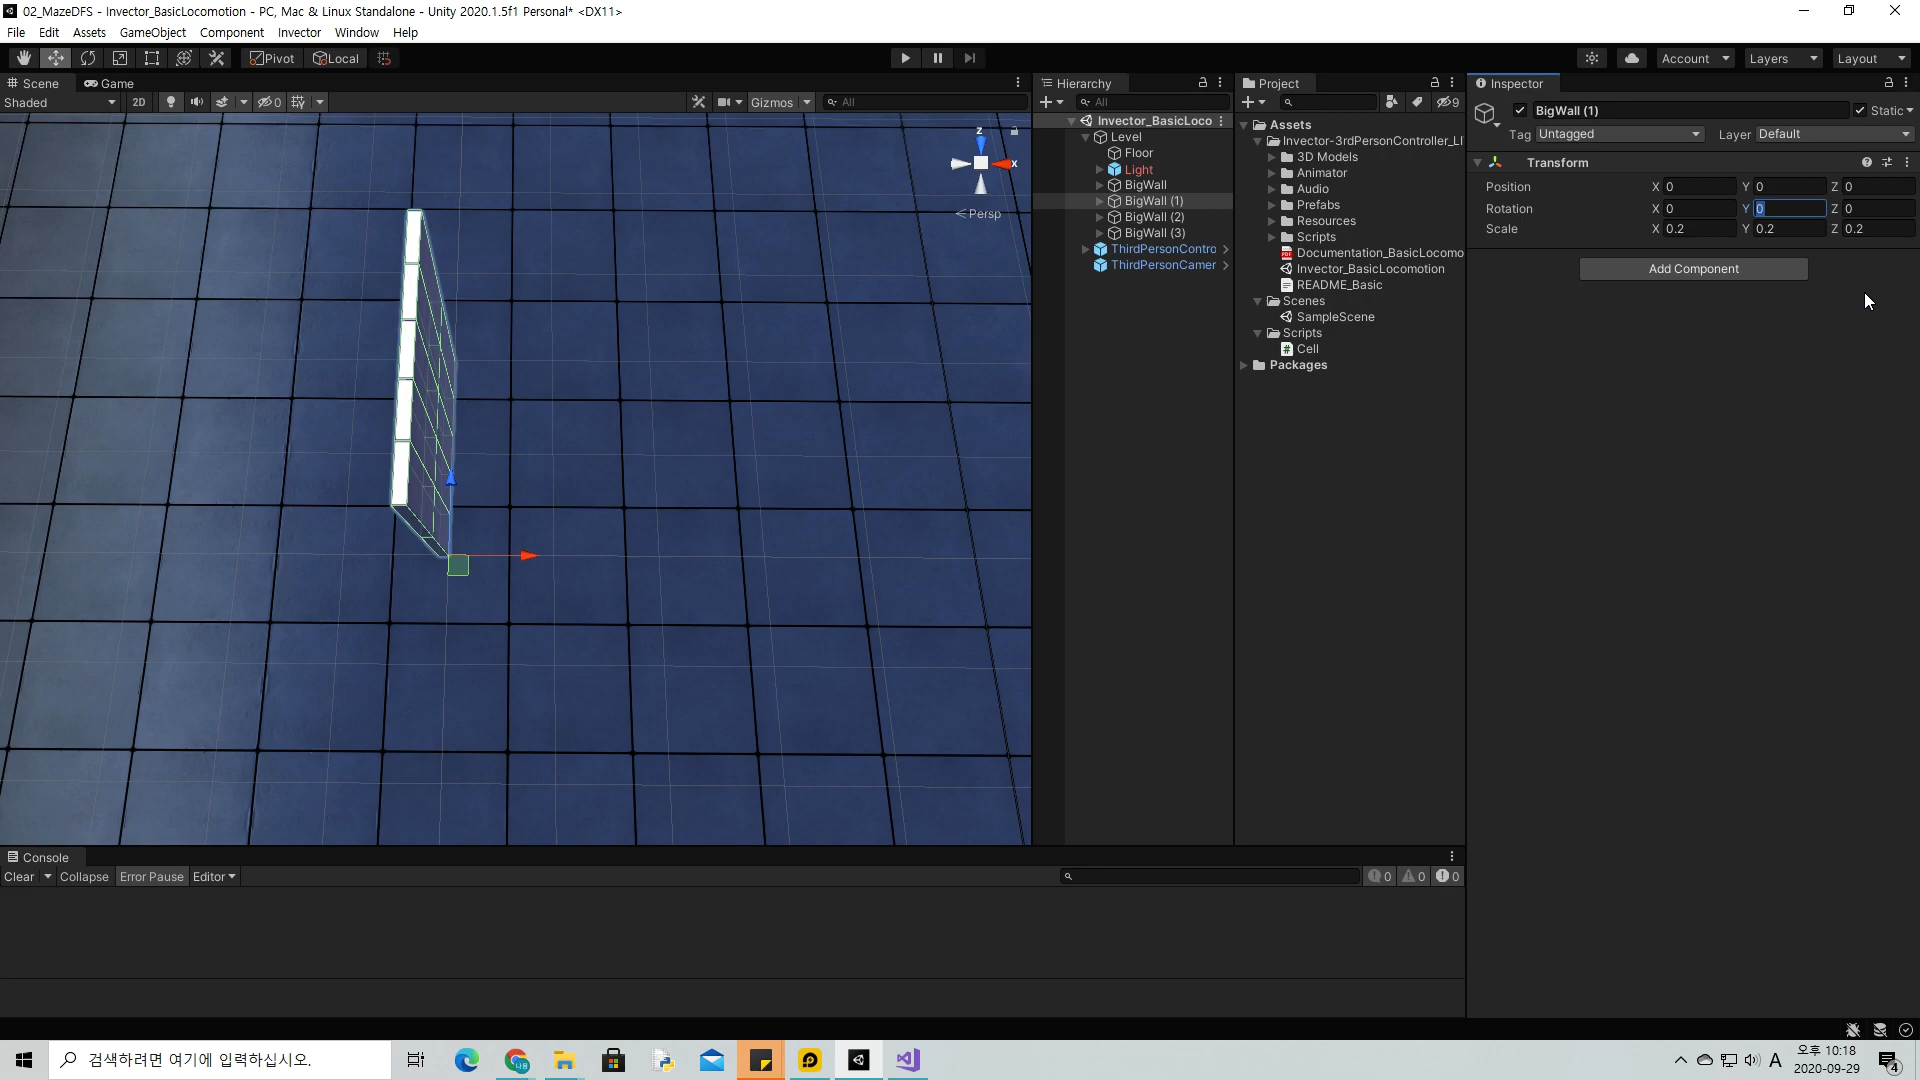 02_MazeDFS - Invector_BasicLocomotion - PC, Mac & Linux Standalone - Unity 2020.1.5f1 Personal* <DX11>
File Edit Assets GameObject Component Invector Window Help
Pivot Local Account Layers Layout
Scene Game
Shaded 2D 0 Gizmos All
z
x
Persp
Hierarchy
All
Invector_BasicLoco
Level
Floor
Light
BigWall
BigWall (1)
BigWall (2)
BigWall (3)
ThirdPersonContro
ThirdPersonCamer
Project
9
Assets
Invector-3rdPersonController_LI
3D Models
Animator
Audio
Prefabs
Resources
Scripts
Documentation_BasicLocomo
Invector_BasicLocomotion
README_Basic
Scenes
SampleScene
Scripts
Cell
Packages
Inspector
BigWall (1) Static
Tag Untagged Layer Default
Transform
Position X 0 Y 0 Z 0
Rotation X 0 Y 0 Z 0
Scale X 0.2 Y 0.2 Z 0.2
Add Component
Console
Clear Collapse Error Pause Editor 0 0 0
검색하려면 여기에 입력하십시오.
A 오후 10:18
2020-09-29
4